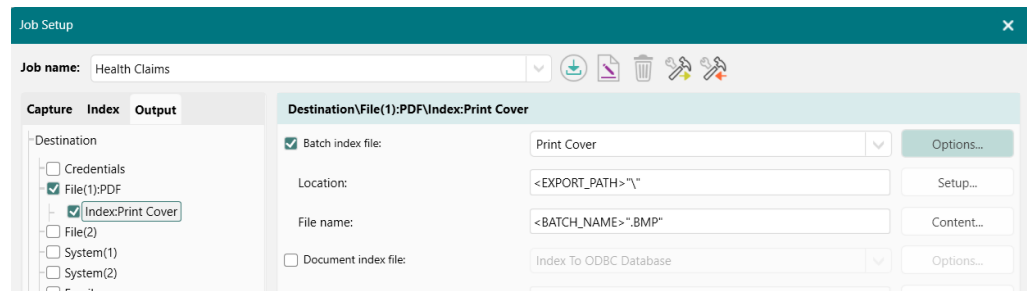 Job Setup
Job name: Health Claims
Capture Index Output
Destination\File(1):PDF\Index:Print Cover
Destination
Credentials
File(1):PDF
Index:Print Cover
File(2)
System(1)
System(2)
Batch index file: Print Cover Options...
Location: <EXPORT_PATH>"\" Setup...
File name: <BATCH_NAME>".BMP" Content...
Document index file: Index To ODBC Database Options...